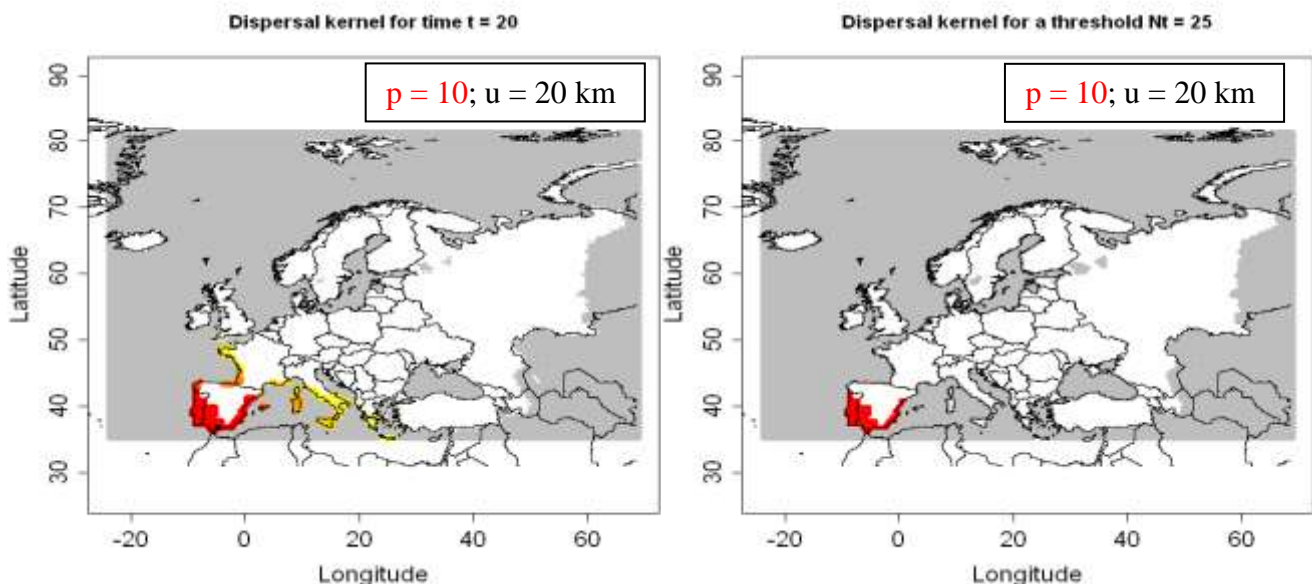 Dispersal kernel for time t = 20
p = 10; u = 20 km
90
80
70
60
50
40
30
Latitude
-20 0 20 40 60
Longitude
Dispersal kernel for a threshold Nt = 25
p = 10; u = 20 km
90
80
70
60
50
40
30
Latitude
-20 0 20 40 60
Longitude